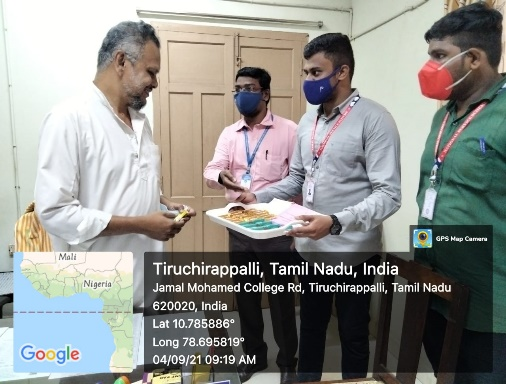 GPS Map Camera
Mali
Nigeria
Google
Tiruchirappalli, Tamil Nadu, India
Jamal Mohamed College Rd, Tiruchirappalli, Tamil Nadu
620020, India
Lat 10.785886°
Long 78.695819°
04/09/21 09:19 AM